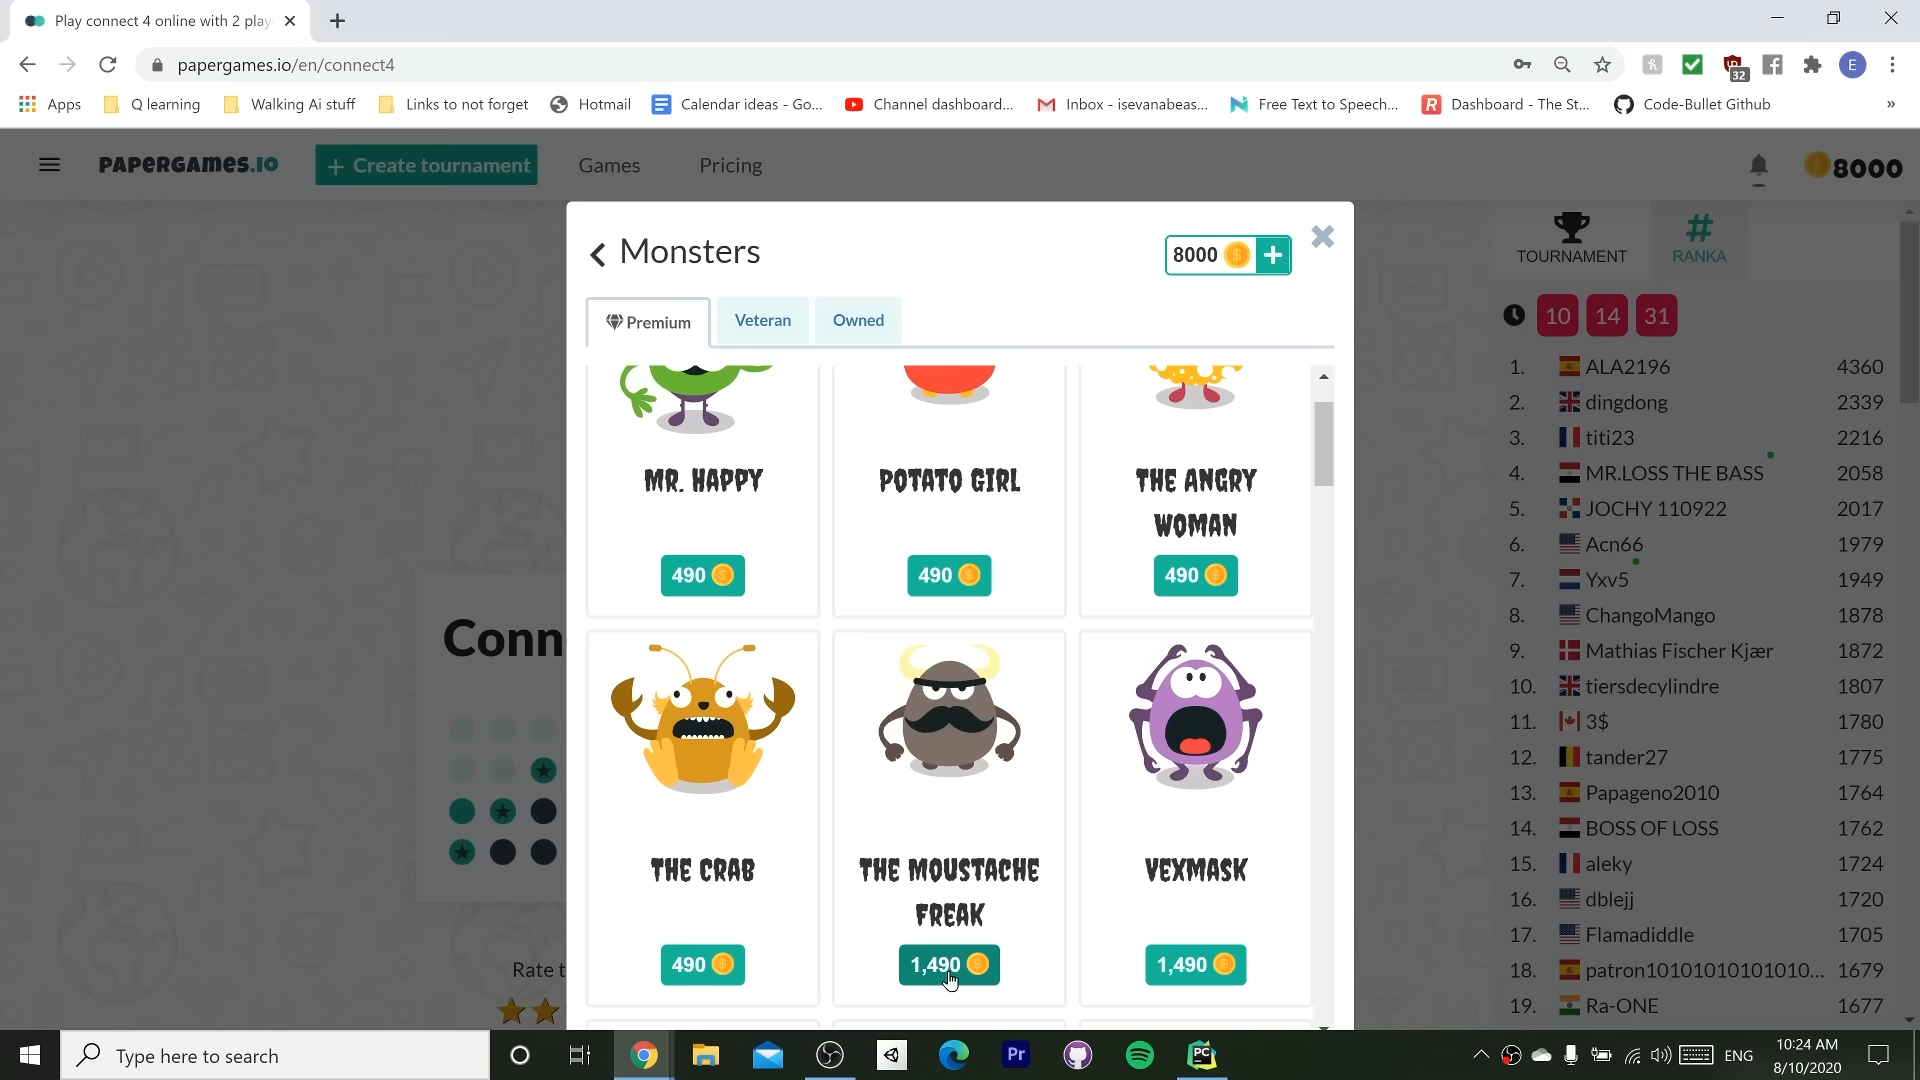 Play connect 4 online with 2 play
papergames.io/en/connect4
32
E
Apps
Q learning
Walking Ai stuff
Links to not forget
Hotmail
Calendar ideas - Go...
Channel dashboard...
Inbox - isevanabeas...
Free Text to Speech...
Dashboard - The St...
Code-Bullet Github
»
PAPERGAMES.IO
+ Create tournament
Games
Pricing
8000
Monsters
8000
Premium
Veteran
Owned
MR. HAPPY
POTATO GIRL
THE ANGRY
WOMAN
490
490
490
THE CRAB
THE MOUSTACHE
FREAK
VEXMASK
490
1,490
1,490
Conn
Rate t
TOURNAMENT
#
RANKA
10 14 31
1. ALA2196 4360
2. dingdong 2339
3. titi23 2216
4. MR.LOSS THE BASS 2058
5. JOCHY 110922 2017
6. Acn66 1979
7. Yxv5 1949
8. ChangoMango 1878
9. Mathias Fischer Kjær 1872
10. tiersdecylindre 1807
11. 3$ 1780
12. tander27 1775
13. Papageno2010 1764
14. BOSS OF LOSS 1762
15. aleky 1724
16. dblejj 1720
17. Flamadiddle 1705
18. patron10101010101010... 1679
19. Ra-ONE 1677
Type here to search
Pr
PC
ENG
10:24 AM
8/10/2020